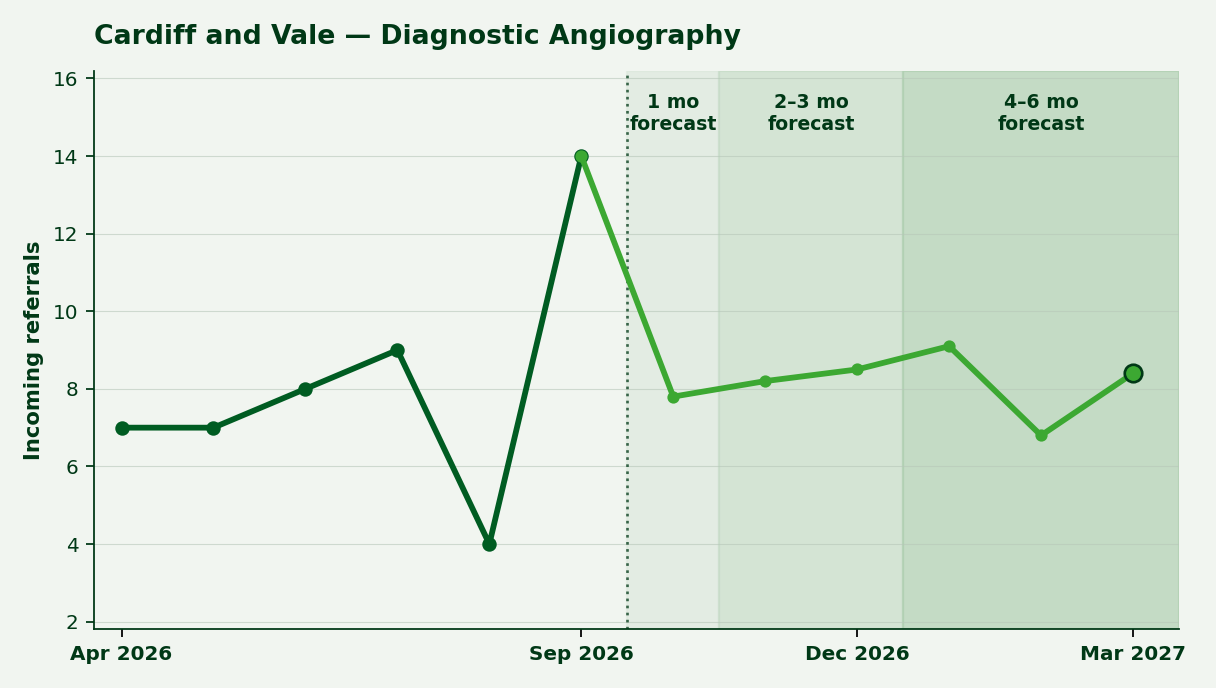 Cardiff and Vale — Diagnostic Angiography
Incoming referrals
16
14
12
10
8
6
4
2
1 mo
forecast
2–3 mo
forecast
4–6 mo
forecast
Apr 2026
Sep 2026
Dec 2026
Mar 2027